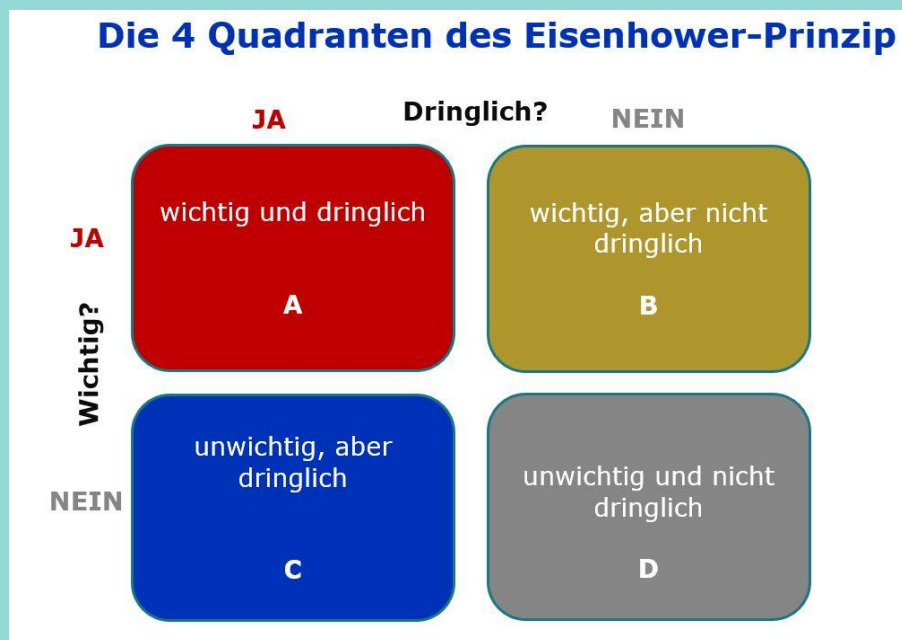 Die 4 Quadranten des Eisenhower–Prinzip
Dringlich?
JA
NEIN
Wichtig?
JA
wichtig und dringlich
A
wichtig, aber nicht
dringlich
B
NEIN
unwichtig, aber
dringlich
C
unwichtig und nicht
dringlich
D